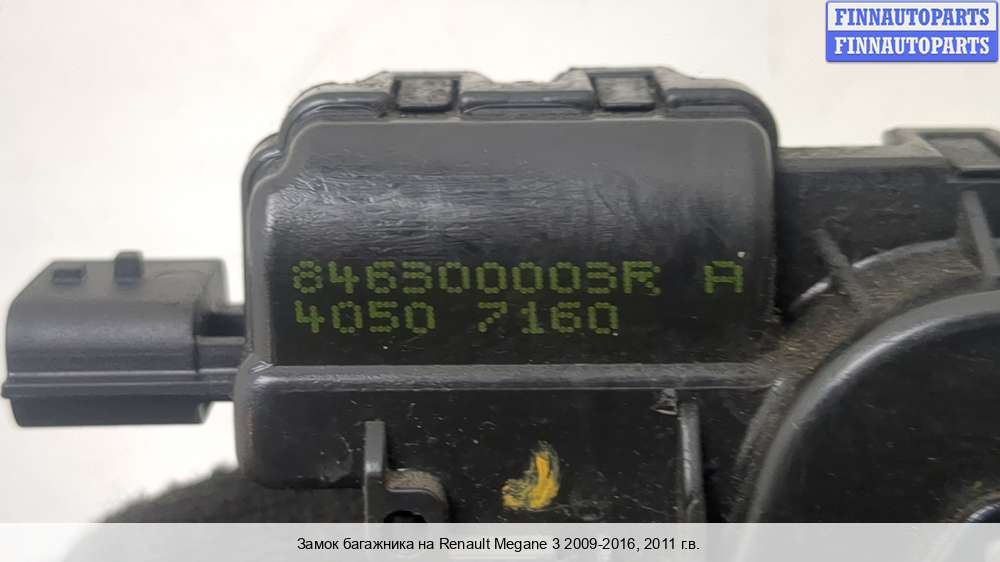 FINNAUTOPARTS
FINNAUTOPARTS
846300003R A
4050 7160
Замок багажника на Renault Megane 3 2009-2016, 2011 г.в.